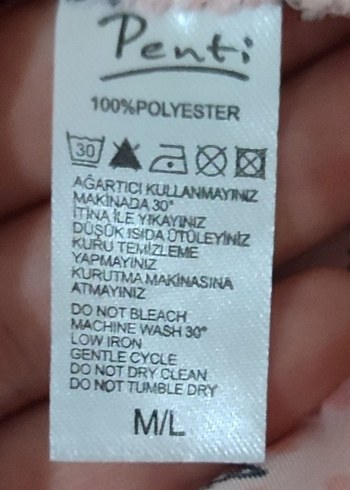 Penti
100%POLYESTER
30
AĞARTICI KULLANMAYINIZ
MAKİNADA 30°
İTİNA İLE YIKAYINIZ
DÜŞÜK ISIDA ÜTÜLEYİNİZ
KURU TEMİZLEME
YAPMAYINIZ
KURUTMA MAKİNASINA
ATMAYINIZ
DO NOT BLEACH
MACHINE WASH 30°
LOW IRON
GENTLE CYCLE
DO NOT DRY CLEAN
DO NOT TUMBLE DRY
M/L